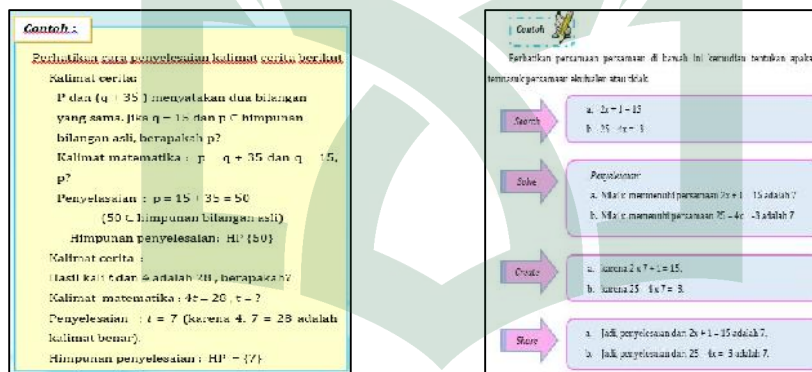 Contoh :
Perhatikan cara penyelesaian kalimat cerita berikut
Kalimat cerita:
P dan (q + 35 ) menyatakan dua bilangan
yang sama. Jika q = 15 dan p ⊂ himpunan
bilangan asli, berapakah p?
Kalimat matematika : p = q + 35 dan q = 15,
p?
Penyelesaian : p = 15 + 35 = 50
(50 ⊂ himpunan bilangan asli)
Himpunan penyelesaian: HP {50}
Kalimat cerita :
Hasil kali t dan 4 adalah 28 , berapakah?
Kalimat matematika : 4t = 28 , t = ?
Penyelesaian : t = 7 (karena 4. 7 = 28 adalah
kalimat benar).
Himpunan penyelesaian : HP = {7}
Contoh
Perhatikan persamaan persamaan di bawah ini kemudian tentukan apakah
termasuk persamaan ekuivalen atau tidak.
Search
a. 2x + 1 = 15
b. 25 - 4x = -3
Solve
Penyelesaian:
a. Nilai x memenuhi persamaan 2x + 1 = 15 adalah 7
b. Nilai x memenuhi persamaan 25 – 4x = -3 adalah 7
Create
a. karena 2 x 7 + 1 = 15.
b. karena 25 - 4 x 7 = -3.
Share
a. Jadi, penyelesaian dari 2x + 1 = 15 adalah 7.
b. Jadi, penyelesaian dari 25 - 4x = -3 adalah 7.